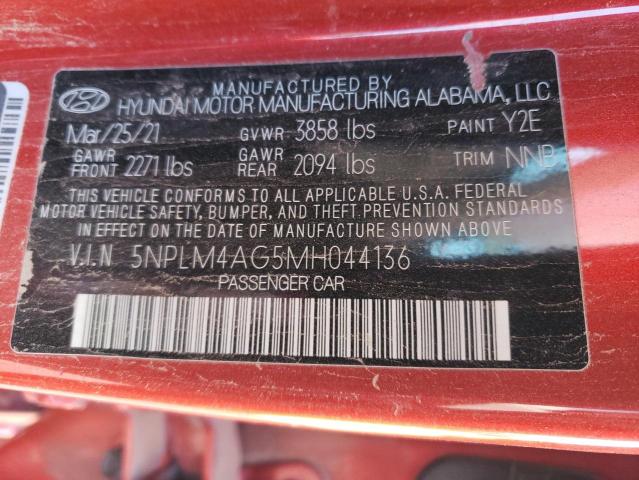 MANUFACTURED BY
HYUNDAI MOTOR MANUFACTURING ALABAMA, LLC
Mar/25/21 GVWR 3858 lbs PAINT Y2E
GAWR FRONT 2271 lbs GAWR REAR 2094 lbs TRIM NNB
THIS VEHICLE CONFORMS TO ALL APPLICABLE U.S.A. FEDERAL
MOTOR VEHICLE SAFETY, BUMPER, AND THEFT PREVENTION STANDARDS
IN EFFECT ON THE DATE OF MANUFACTURE SHOWN ABOVE
V.I.N 5NPLM4AG5MH044136
PASSENGER CAR